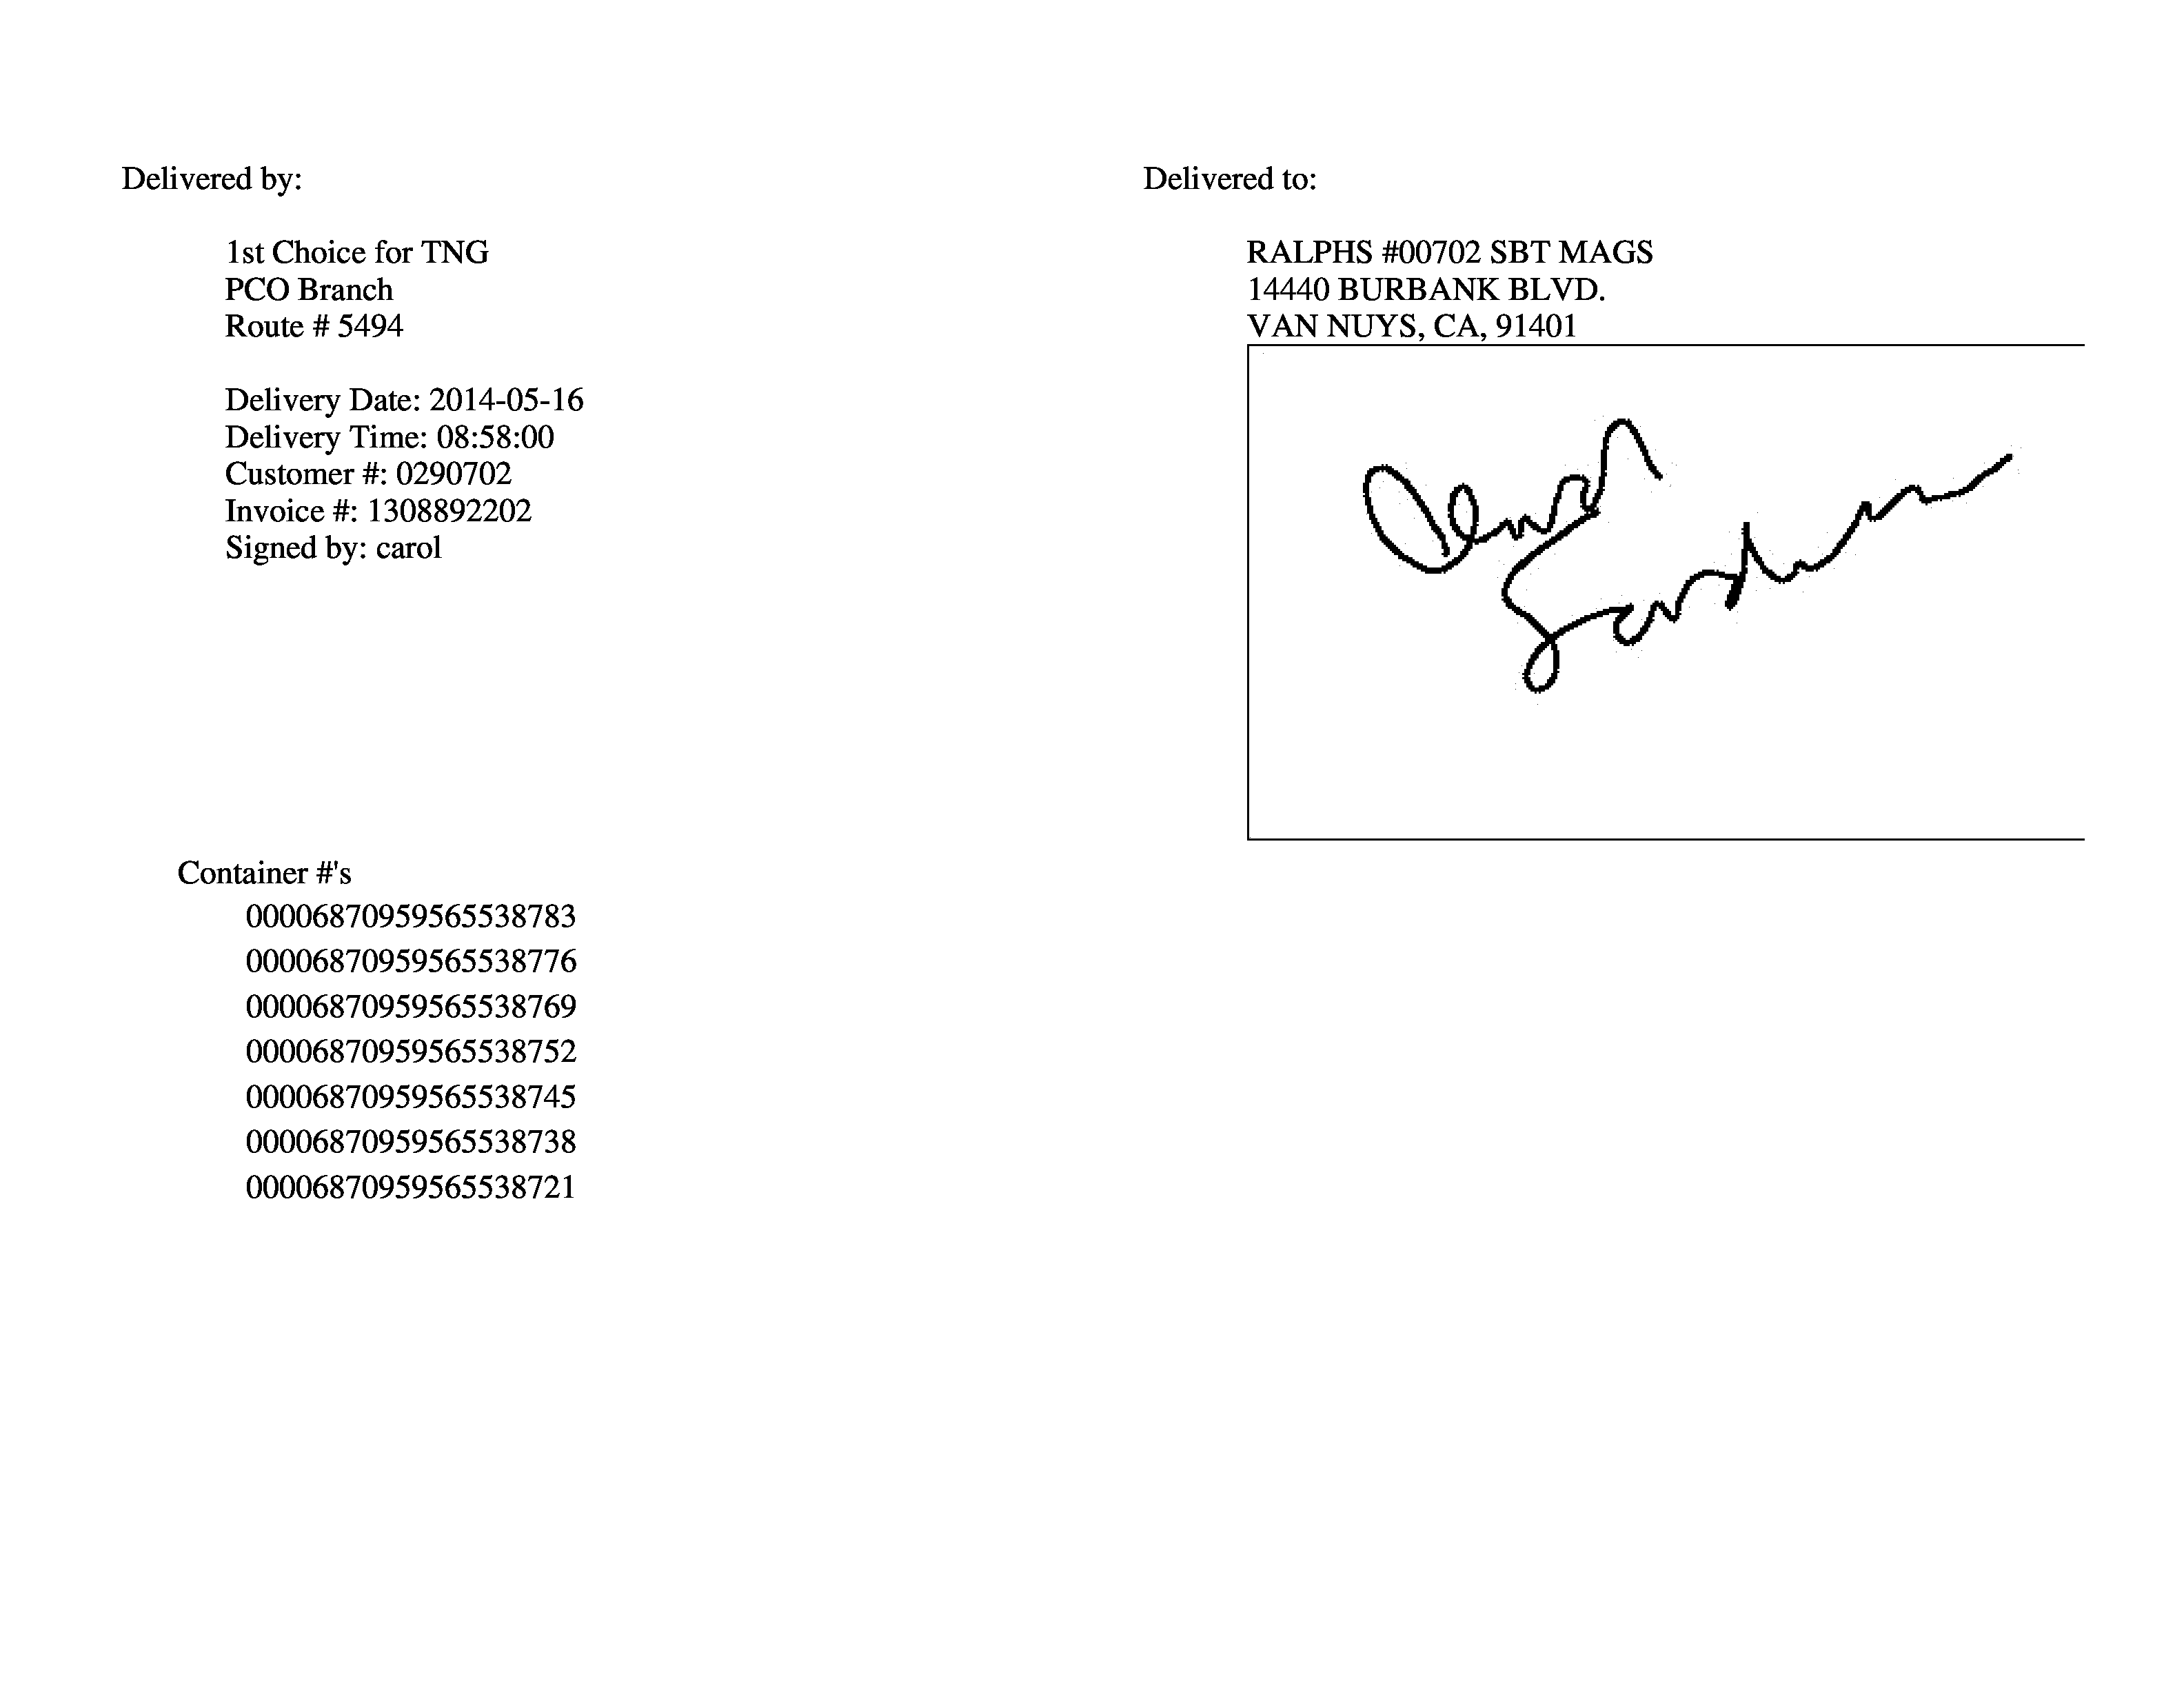 Delivered by:
1st Choice for TNG
PCO Branch
Route # 5494
Delivery Date: 2014-05-16
Delivery Time: 08:58:00
Customer #: 0290702
Invoice #: 1308892202
Signed by: carol
Delivered to:
RALPHS #00702 SBT MAGS
14440 BURBANK BLVD.
VAN NUYS, CA, 91401
Container #'s
00006870959565538783
00006870959565538776
00006870959565538769
00006870959565538752
00006870959565538745
00006870959565538738
00006870959565538721